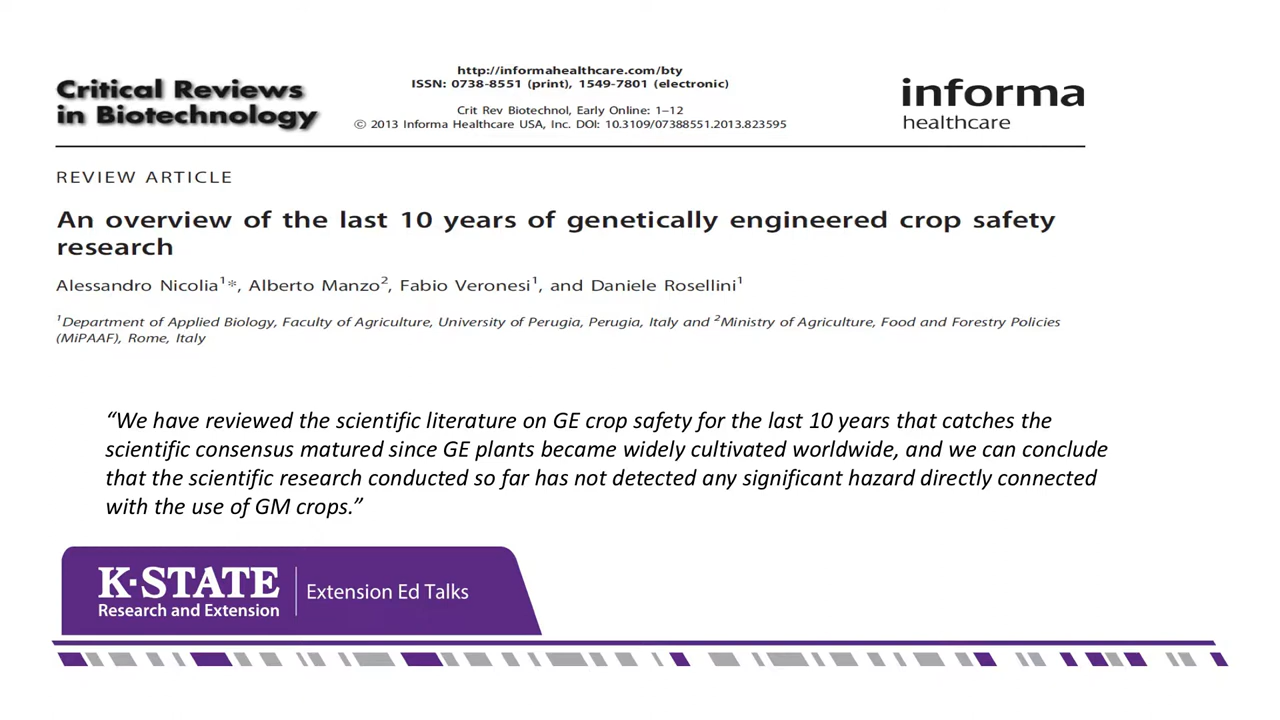 Critical Reviews
in Biotechnology
http://informahealthcare.com/bty
ISSN: 0738-8551 (print), 1549-7801 (electronic)
Crit Rev Biotechnol, Early Online: 1–12
© 2013 Informa Healthcare USA, Inc. DOI: 10.3109/07388551.2013.823595
informa
healthcare
REVIEW ARTICLE
An overview of the last 10 years of genetically engineered crop safety
research
Alessandro Nicolia1*, Alberto Manzo2, Fabio Veronesi1, and Daniele Rosellini1
1Department of Applied Biology, Faculty of Agriculture, University of Perugia, Perugia, Italy and 2Ministry of Agriculture, Food and Forestry Policies
(MiPAAF), Rome, Italy
“We have reviewed the scientific literature on GE crop safety for the last 10 years that catches the
scientific consensus matured since GE plants became widely cultivated worldwide, and we can conclude
that the scientific research conducted so far has not detected any significant hazard directly connected
with the use of GM crops.”
K·STATE
Research and Extension
Extension Ed Talks